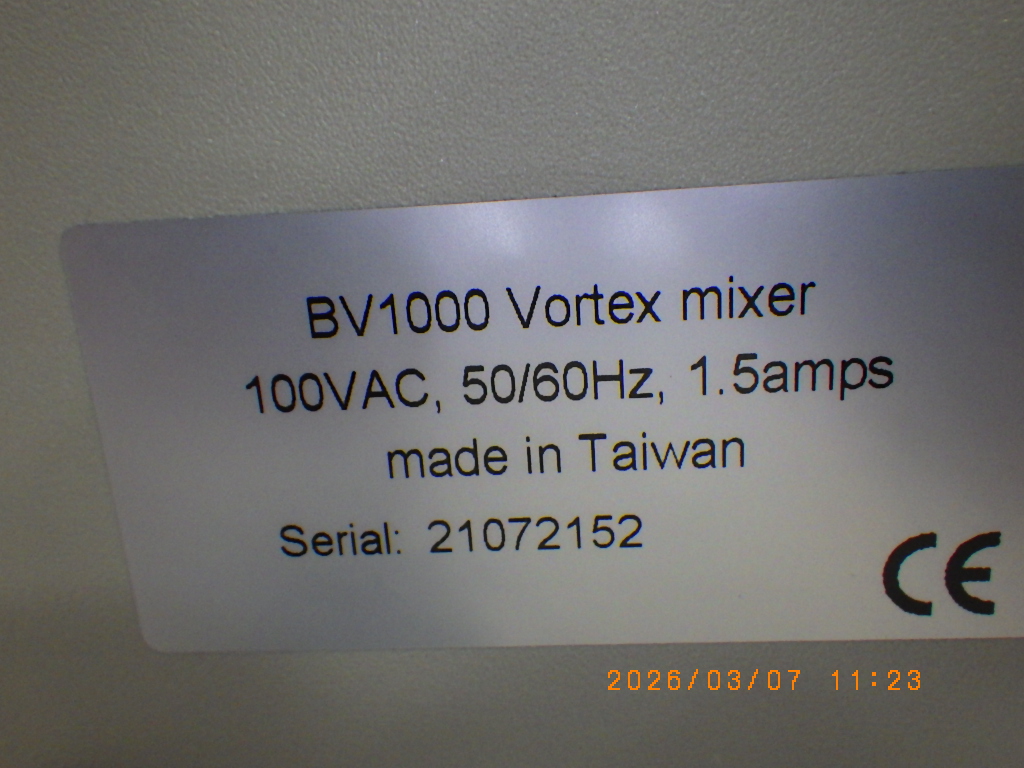 BV1000 Vortex mixer
100VAC, 50/60Hz, 1.5amps
made in Taiwan
Serial: 21072152
CE
2026/03/07 11:23